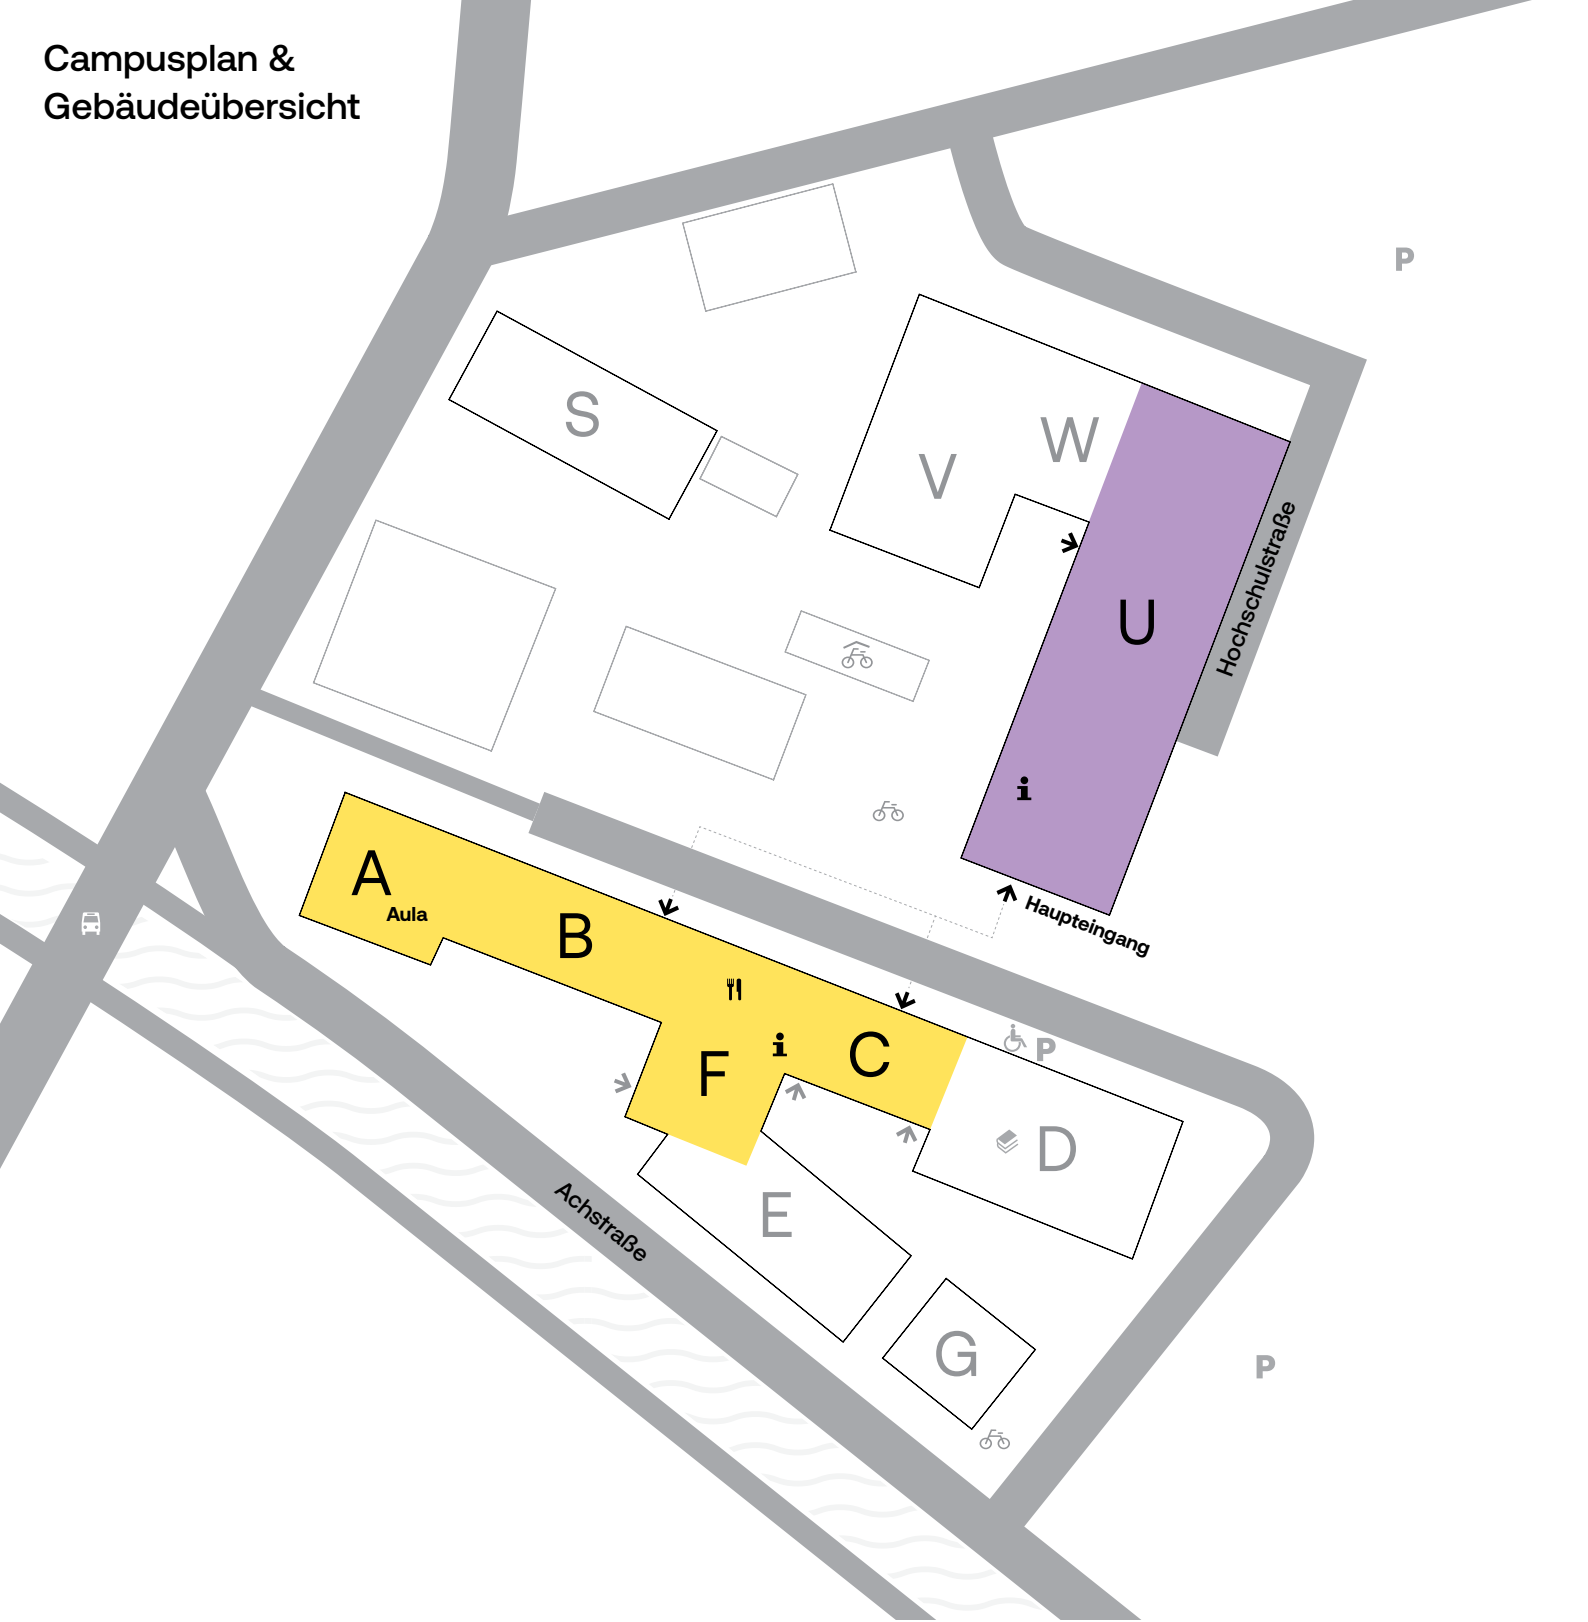 Campusplan &
Gebäudeübersicht
P
S
W
V
U
Hochschulstraße
A
Aula
B
Haupteingang
C
P
F
D
Achstraße
E
G
P